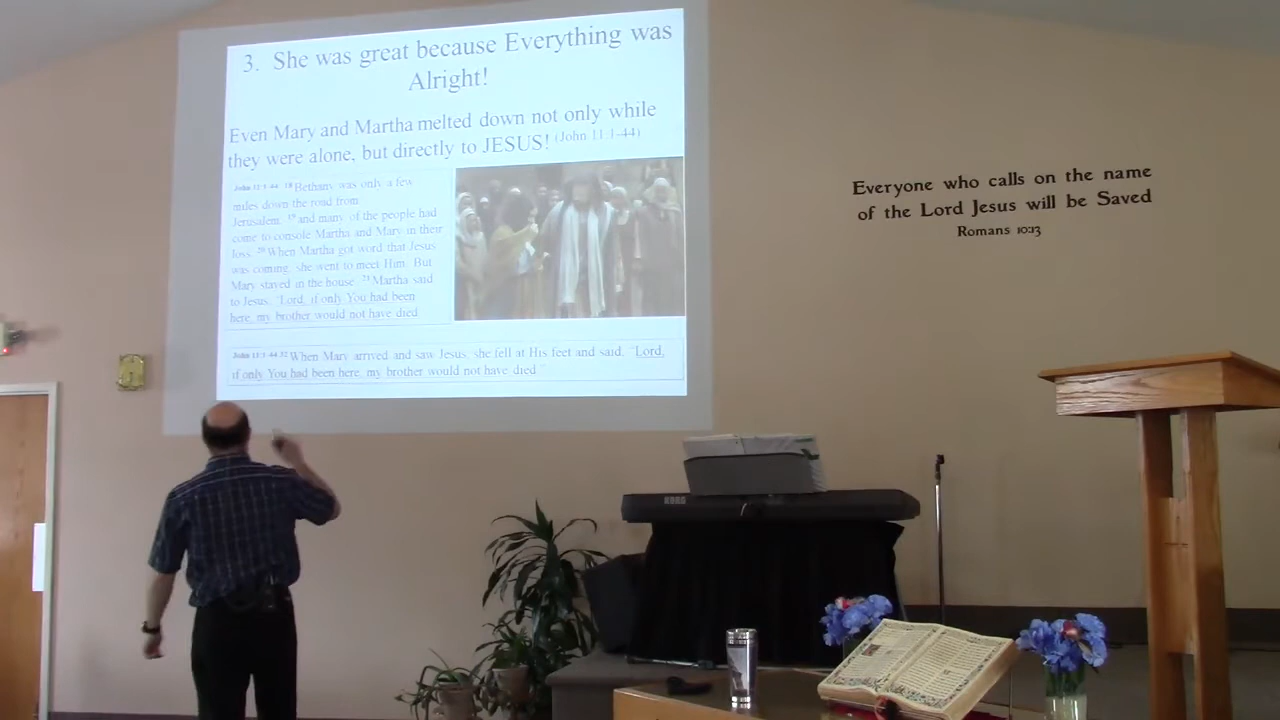 3. She was great because Everything was
Alright!
Even Mary and Martha melted down not only while
they were alone, but directly to JESUS! (John 11:1-44)
John 11:1-44 18 Bethany was only a few
miles down the road from
Jerusalem, 19 and many of the people had
come to console Martha and Mary in their
loss. 20 When Martha got word that Jesus
was coming, she went to meet Him. But
Mary stayed in the house. 21 Martha said
to Jesus, "Lord, if only You had been
here, my brother would not have died
John 11:1-44 32 When Mary arrived and saw Jesus, she fell at His feet and said, "Lord,
if only You had been here, my brother would not have died."
Everyone who calls on the name
of the Lord Jesus will be Saved
Romans 10:13
KORG